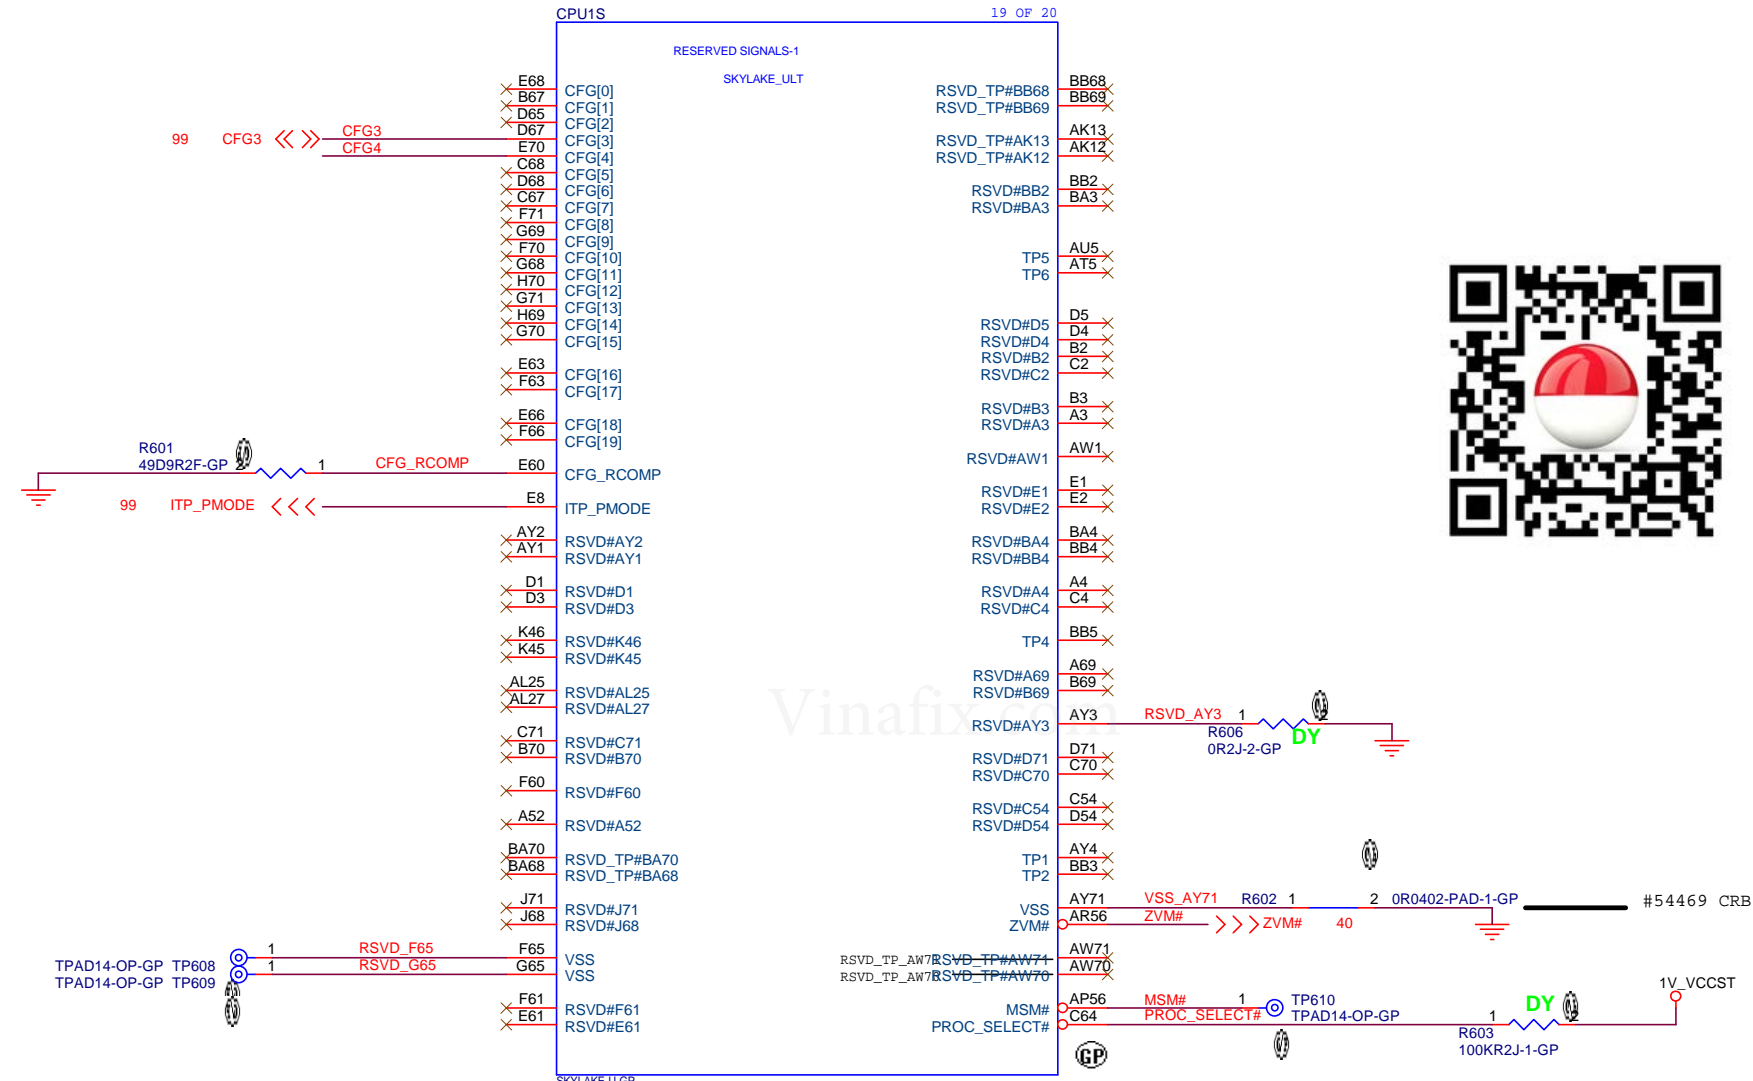 CPU1S
19 OF 20
RESERVED SIGNALS-1
SKYLAKE_ULT
E68 CFG[0]
B67 CFG[1]
D65 CFG[2]
99 CFG3 CFG3 D67 CFG[3]
CFG4 E70 CFG[4]
C68 CFG[5]
D68 CFG[6]
C67 CFG[7]
F71 CFG[8]
G69 CFG[9]
F70 CFG[10]
G68 CFG[11]
H70 CFG[12]
G71 CFG[13]
H69 CFG[14]
G70 CFG[15]
E63 CFG[16]
F63 CFG[17]
E66 CFG[18]
F66 CFG[19]
R601
49D9R2F-GP 2 1 CFG_RCOMP E60 CFG_RCOMP
99 ITP_PMODE E8 ITP_PMODE
AY2 RSVD#AY2
AY1 RSVD#AY1
D1 RSVD#D1
D3 RSVD#D3
K46 RSVD#K46
K45 RSVD#K45
AL25 RSVD#AL25
AL27 RSVD#AL27
C71 RSVD#C71
B70 RSVD#B70
F60 RSVD#F60
A52 RSVD#A52
BA70 RSVD_TP#BA70
BA68 RSVD_TP#BA68
J71 RSVD#J71
J68 RSVD#J68
TPAD14-OP-GP TP608 1 RSVD_F65 F65 VSS
TPAD14-OP-GP TP609 1 RSVD_G65 G65 VSS
F61 RSVD#F61
E61 RSVD#E61
RSVD_TP#BB68 BB68
RSVD_TP#BB69 BB69
RSVD_TP#AK13 AK13
RSVD_TP#AK12 AK12
RSVD#BB2 BB2
RSVD#BA3 BA3
TP5 AU5
TP6 AT5
RSVD#D5 D5
RSVD#D4 D4
RSVD#B2 B2
RSVD#C2 C2
RSVD#B3 B3
RSVD#A3 A3
RSVD#AW1 AW1
RSVD#E1 E1
RSVD#E2 E2
RSVD#BA4 BA4
RSVD#BB4 BB4
RSVD#A4 A4
RSVD#C4 C4
TP4 BB5
RSVD#A69 A69
RSVD#B69 B69
Vinafix.com
RSVD#AY3 AY3 RSVD_AY3 1 2
R606
0R2J-2-GP
DY
RSVD#D71 D71
RSVD#C70 C70
RSVD#C54 C54
RSVD#D54 D54
TP1 AY4
TP2 BB3
VSS AY71 VSS_AY71 R602 1 2 0R0402-PAD-1-GP #54469 CRB
ZVM# AR56 ZVM# ZVM# 40
RSVD_TP_AW71 RSVD_TP#AW71 AW71
RSVD_TP_AW70 RSVD_TP#AW70 AW70
MSM# AP56 MSM# 1 TP610
TPAD14-OP-GP
PROC_SELECT# C64 PROC_SELECT# 1 2
DY
R603
100KR2J-1-GP
1V_VCCST
GP
SKYLAKE-U-GP